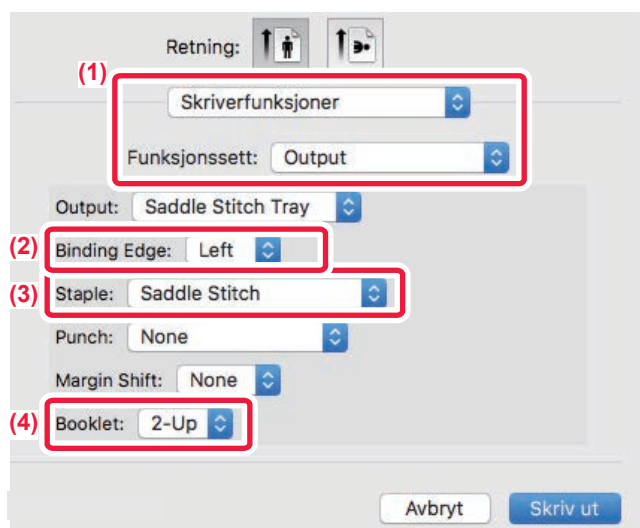 Retning:
(1)
Skriverfunksjoner
Funksjonssett: Output
Output: Saddle Stitch Tray
(2) Binding Edge: Left
(3) Staple: Saddle Stitch
Punch: None
Margin Shift: None
(4) Booklet: 2-Up
Avbryt Skriv ut